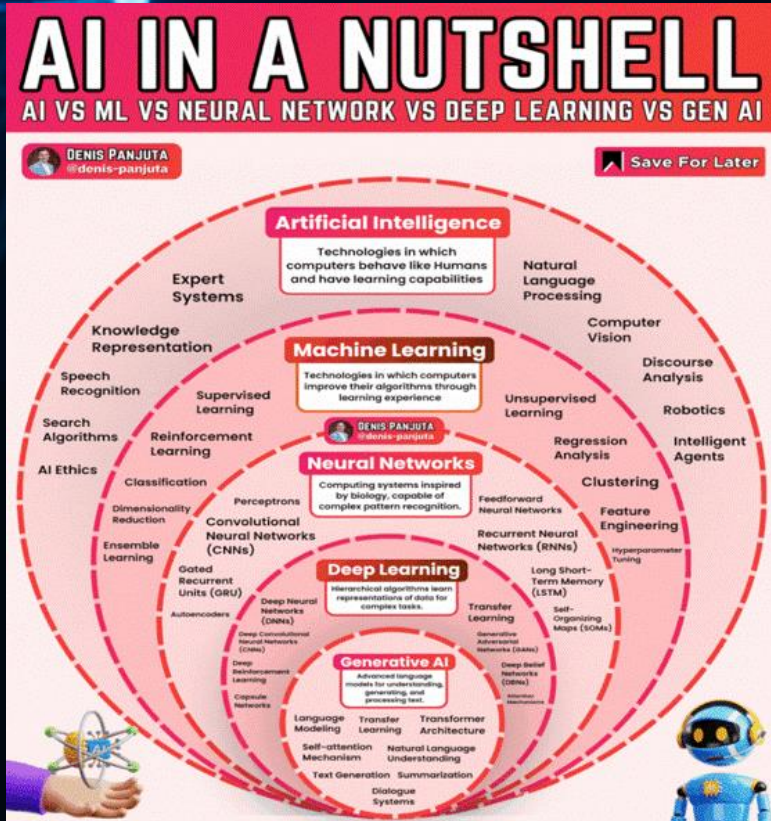 AI IN A NUTSHELL
AI VS ML VS NEURAL NETWORK VS DEEP LEARNING VS GEN AI
DENIS PANJUTA
@denis-panjuta
Save For Later
Artificial Intelligence
Technologies in which
computers behave like Humans
and have learning capabilities
Expert
Systems
Knowledge
Representation
Speech
Recognition
Search
Algorithms
AI Ethics
Natural
Language
Processing
Computer
Vision
Discourse
Analysis
Robotics
Intelligent
Agents
Machine Learning
Technologies in which computers
improve their algorithms through
learning experience
Supervised
Learning
Reinforcement
Learning
Classification
Dimensionality
Reduction
Ensemble
Learning
Unsupervised
Learning
Regression
Analysis
Clustering
Feature
Engineering
Hyperparameter
Tuning
DENIS PANJUTA
@denis-panjuta
Neural Networks
Computing systems inspired
by biology, capable of
complex pattern recognition.
Perceptrons
Convolutional
Neural Networks
(CNNs)
Gated
Recurrent
Units (GRU)
Autoencoders
Feedforward
Neural Networks
Recurrent Neural
Networks (RNNs)
Long Short-
Term Memory
(LSTM)
Self-
Organizing
Maps (SOMs)
Deep Learning
Hierarchical algorithms learn
representations of data for
complex tasks.
Deep Neural
Networks
(DNNs)
Deep Convolutional
Neural Networks
(CNNs)
Deep
Reinforcement
Learning
Capsule
Networks
Transfer
Learning
Generative
Adversarial
Networks (GANs)
Deep Belief
Networks
(DBNs)
Attention
Mechanisms
Generative AI
Advanced language
models for understanding,
generating, and
processing text.
Language
Modeling
Transfer
Learning
Transformer
Architecture
Self-attention
Mechanism
Natural Language
Understanding
Text Generation
Summarization
Dialogue
Systems